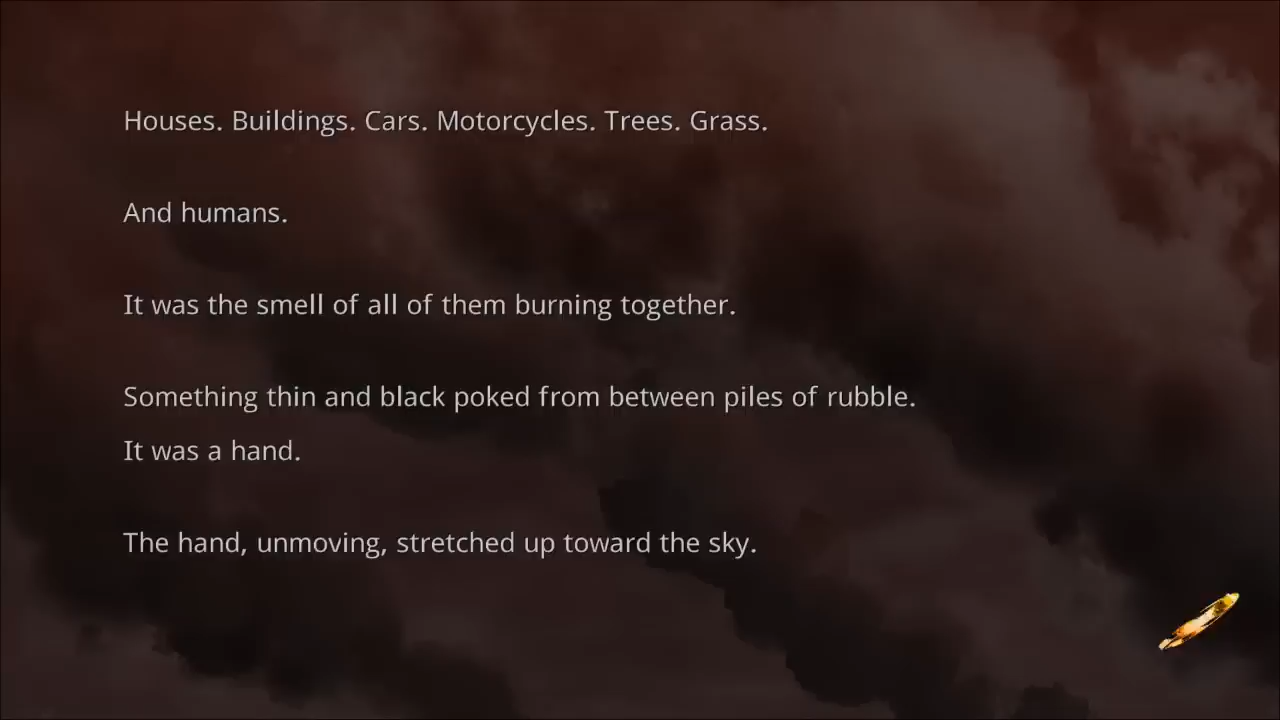 Houses. Buildings. Cars. Motorcycles. Trees. Grass.
And humans.
It was the smell of all of them burning together.
Something thin and black poked from between piles of rubble.
It was a hand.
The hand, unmoving, stretched up toward the sky.